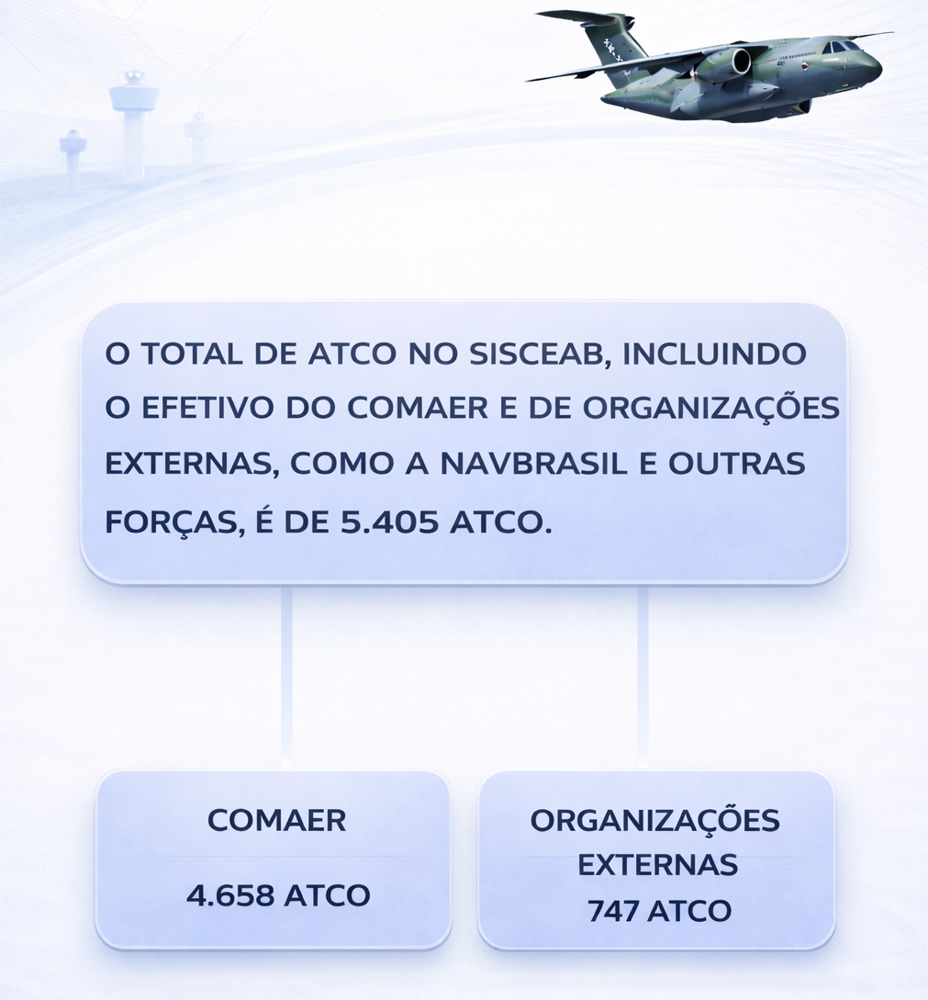 O TOTAL DE ATCO NO SISCEAB, INCLUINDO
O EFETIVO DO COMAER E DE ORGANIZAÇÕES
EXTERNAS, COMO A NAVBRASIL E OUTRAS
FORÇAS, É DE 5.405 ATCO.
COMAER
4.658 ATCO
ORGANIZAÇÕES
EXTERNAS
747 ATCO